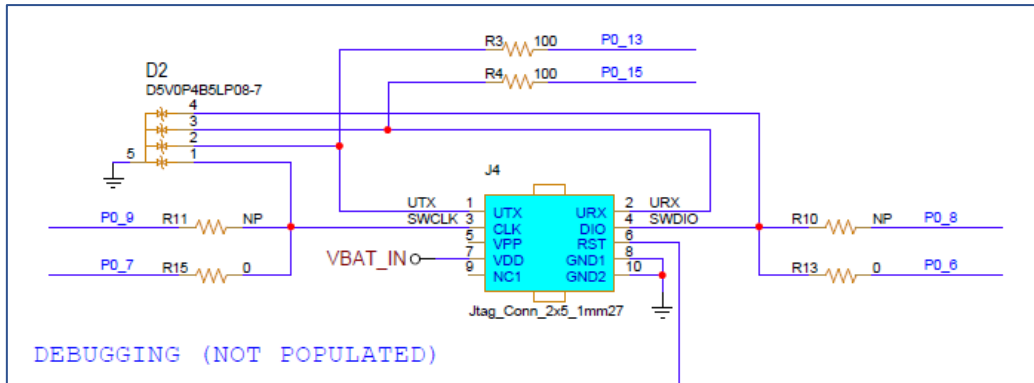 R3 100 P0_13
R4 100 P0_15
D2
D5V0P4B5LP08-7
4
3
2
5 1
J4
UTX 1 UTX URX 2 URX
SWCLK 3 CLK DIO 4 SWDIO
5 VPP RST 6
VBAT_IN 7 VDD GND1 8
9 NC1 GND2 10
Jtag_Conn_2x5_1mm27
P0_9 R11 NP
P0_7 R15 0
R10 NP P0_8
R13 0 P0_6
DEBUGGING (NOT POPULATED)